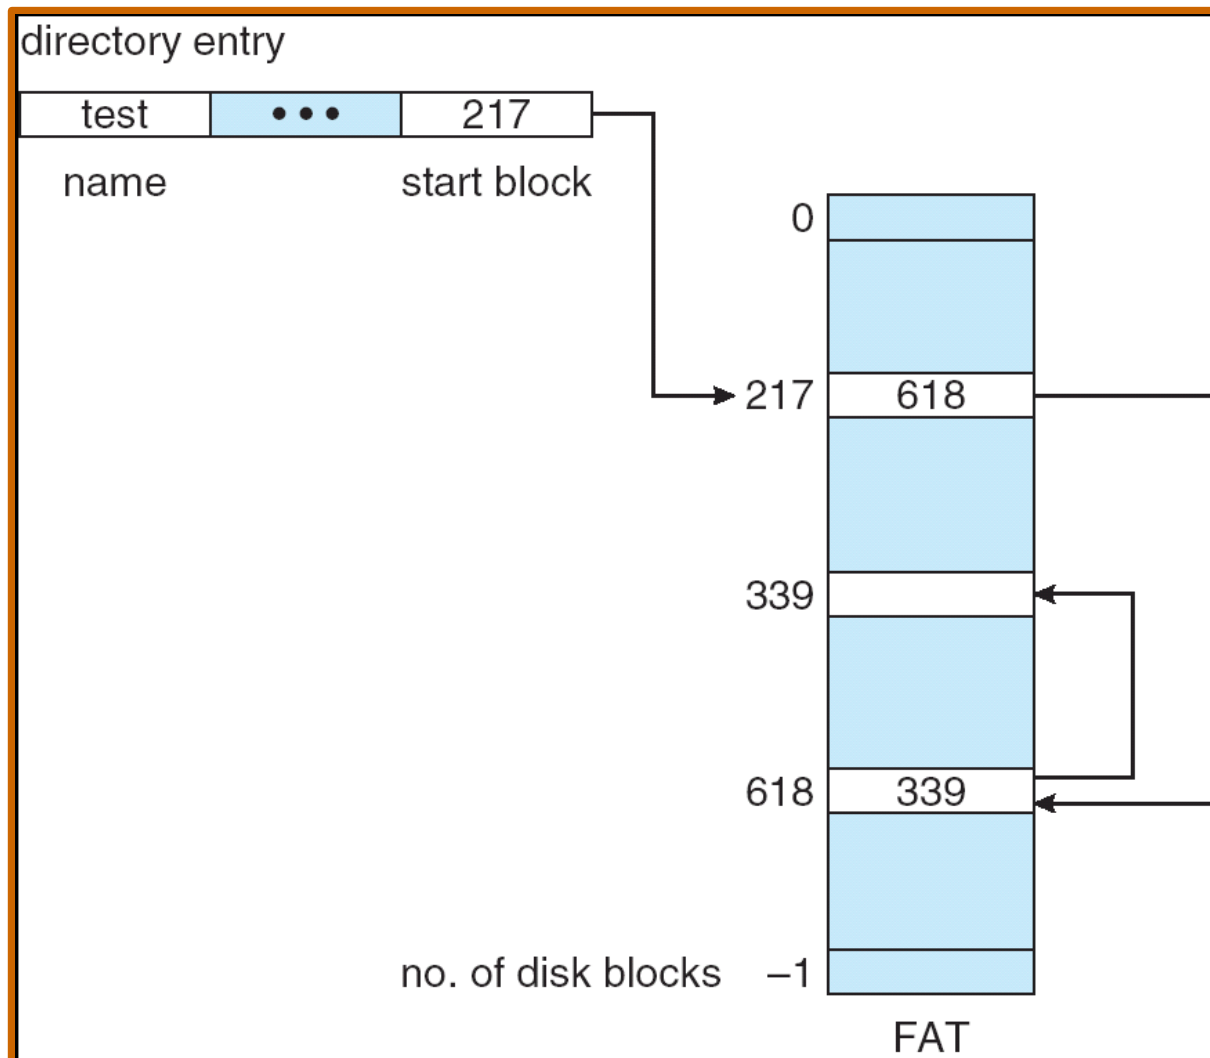 directory entry
test ••• 217
name start block
0
217 618
339
618 339
no. of disk blocks –1
FAT